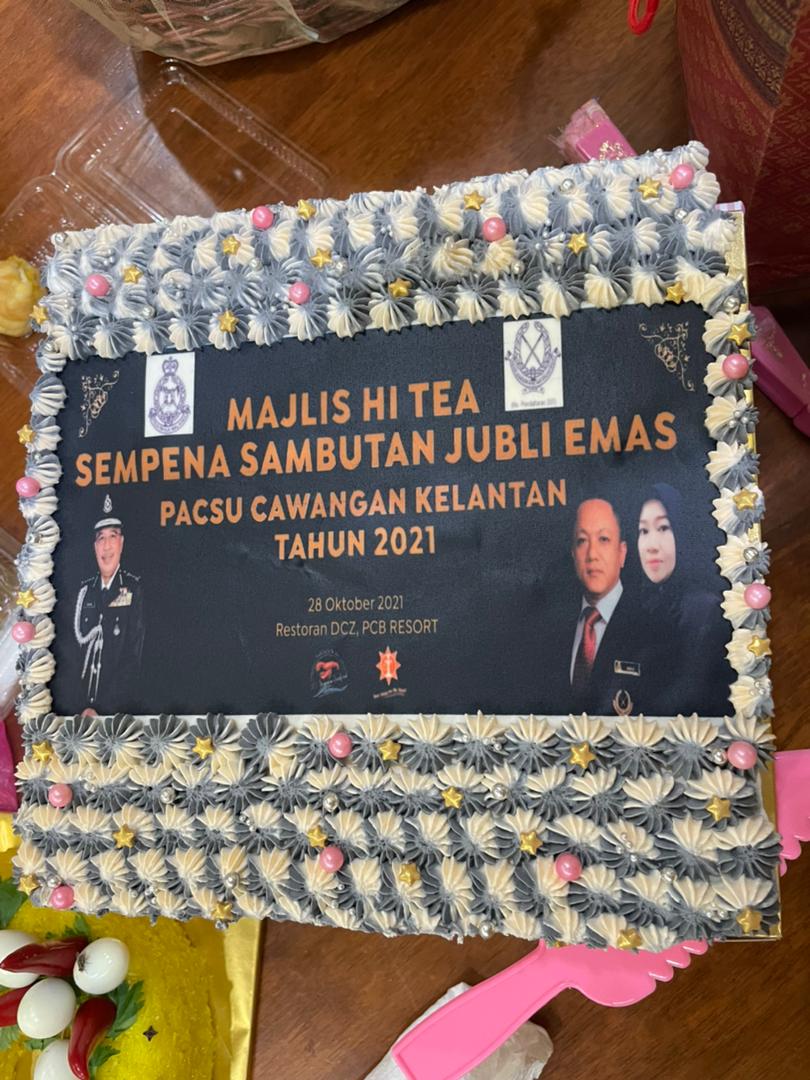 MAJLIS HI TEA
SEMPENA SAMBUTAN JUBLI EMAS
PACSU CAWANGAN KELANTAN
TAHUN 2021
28 Oktober 2021
Restoran DCZ, PCB RESORT